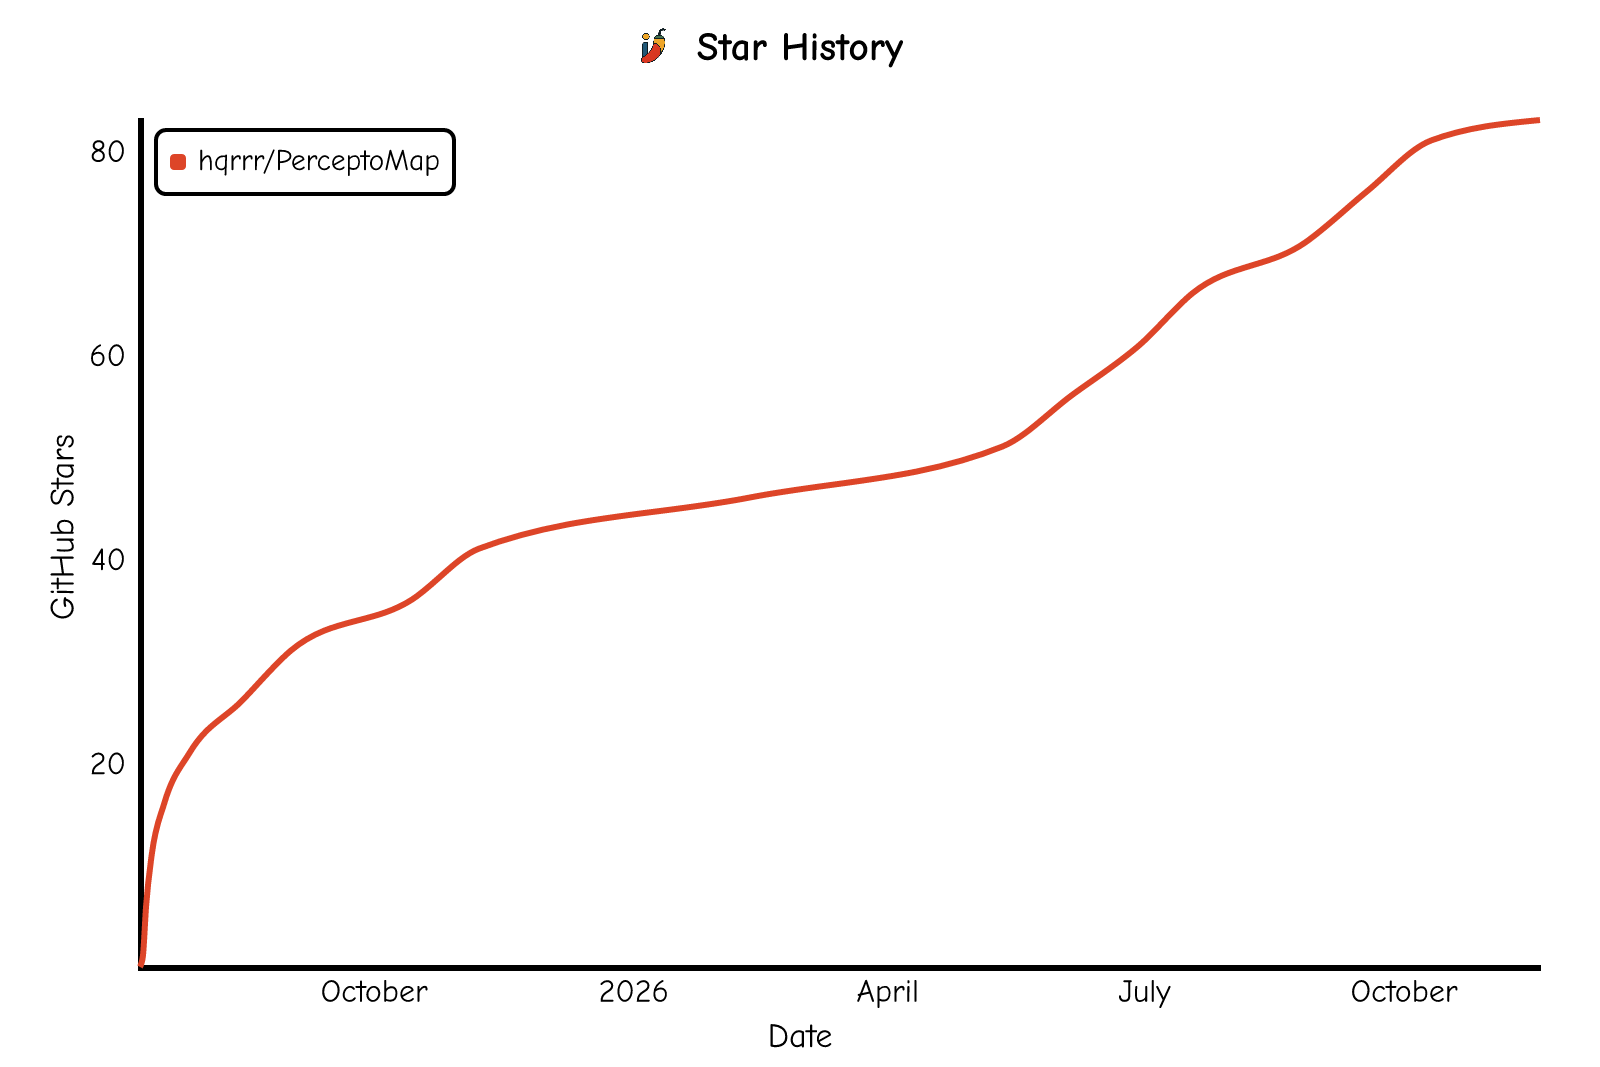 Star History
hqrrr/PerceptoMap
80
60
40
20
GitHub Stars
October
2026
April
July
October
Date